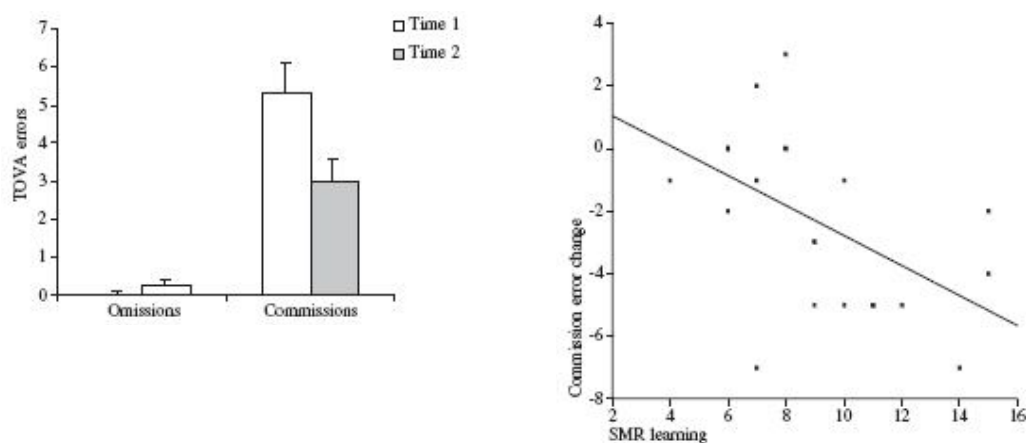 7
6
5
4
3
2
1
0
TOVA errors
Omissions
Commissions
Time 1
Time 2
4
2
0
-2
-4
-6
-8
Commission error change
2 4 6 8 10 12 14 16
SMR learning